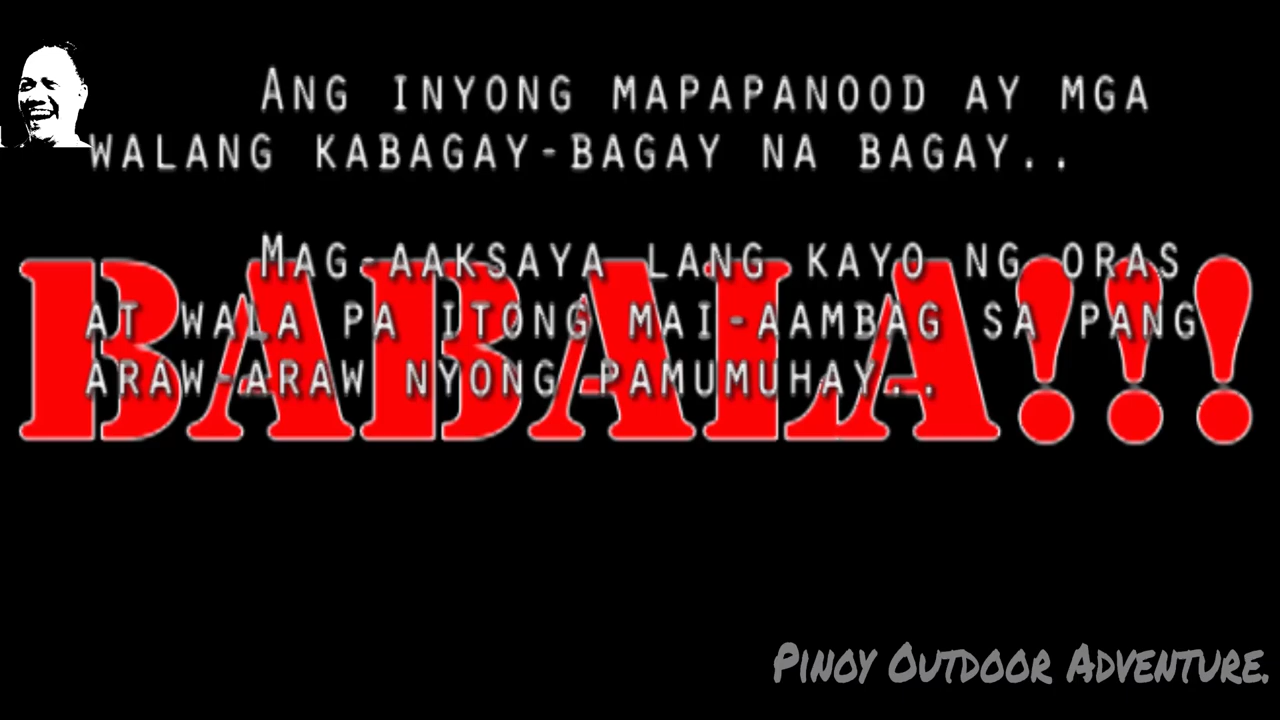 Ang inyong mapapanood ay mga
walang kabagay-bagay na bagay..
Mag-aaksaya lang kayo ng oras
at wala pa itong mai-aambag sa pang
araw-araw nyong pamumuhay..
BABALA!!!
Pinoy Outdoor Adventure.